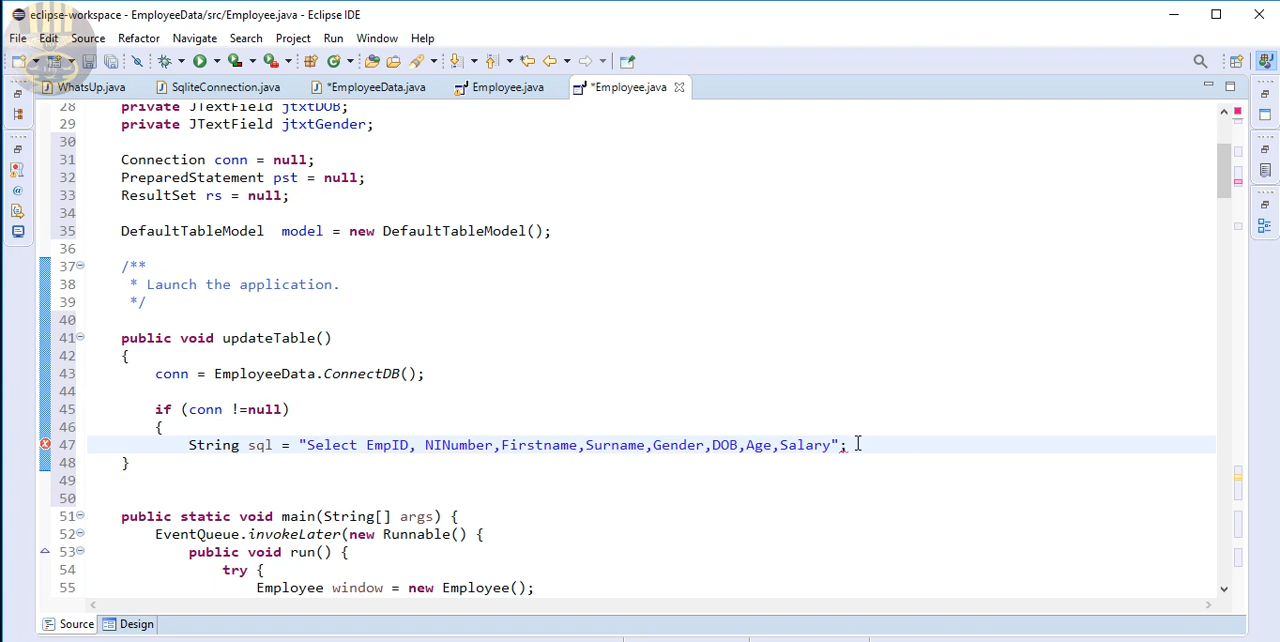 eclipse-workspace - EmployeeData/src/Employee.java - Eclipse IDE
File Edit Source Refactor Navigate Search Project Run Window Help
WhatsUp.java SqliteConnection.java *EmployeeData.java Employee.java *Employee.java
28 private JTextField jtxtDOB;
29 private JTextField jtxtGender;
30
31 Connection conn = null;
32 PreparedStatement pst = null;
33 ResultSet rs = null;
34
35 DefaultTableModel model = new DefaultTableModel();
36
37 /**
38 * Launch the application.
39 */
40
41 public void updateTable()
42 {
43 conn = EmployeeData.ConnectDB();
44
45 if (conn !=null)
46 {
47 String sql = "Select EmpID, NINumber,Firstname,Surname,Gender,DOB,Age,Salary";
48 }
49
50
51 public static void main(String[] args) {
52 EventQueue.invokeLater(new Runnable() {
53 public void run() {
54 try {
55 Employee window = new Employee();
Source Design